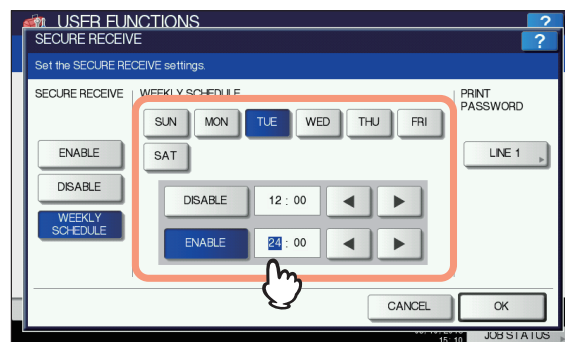 USER FUNCTIONS
?
SECURE RECEIVE
?
Set the SECURE RECEIVE settings.
SECURE RECEIVE
WEEKLY SCHEDULE
PRINT
PASSWORD
SUN MON TUE WED THU FRI
SAT
ENABLE
DISABLE
WEEKLY
SCHEDULE
LINE 1
DISABLE 12 : 00
ENABLE 24 : 00
CANCEL OK
15 : 10 JOB STATUS